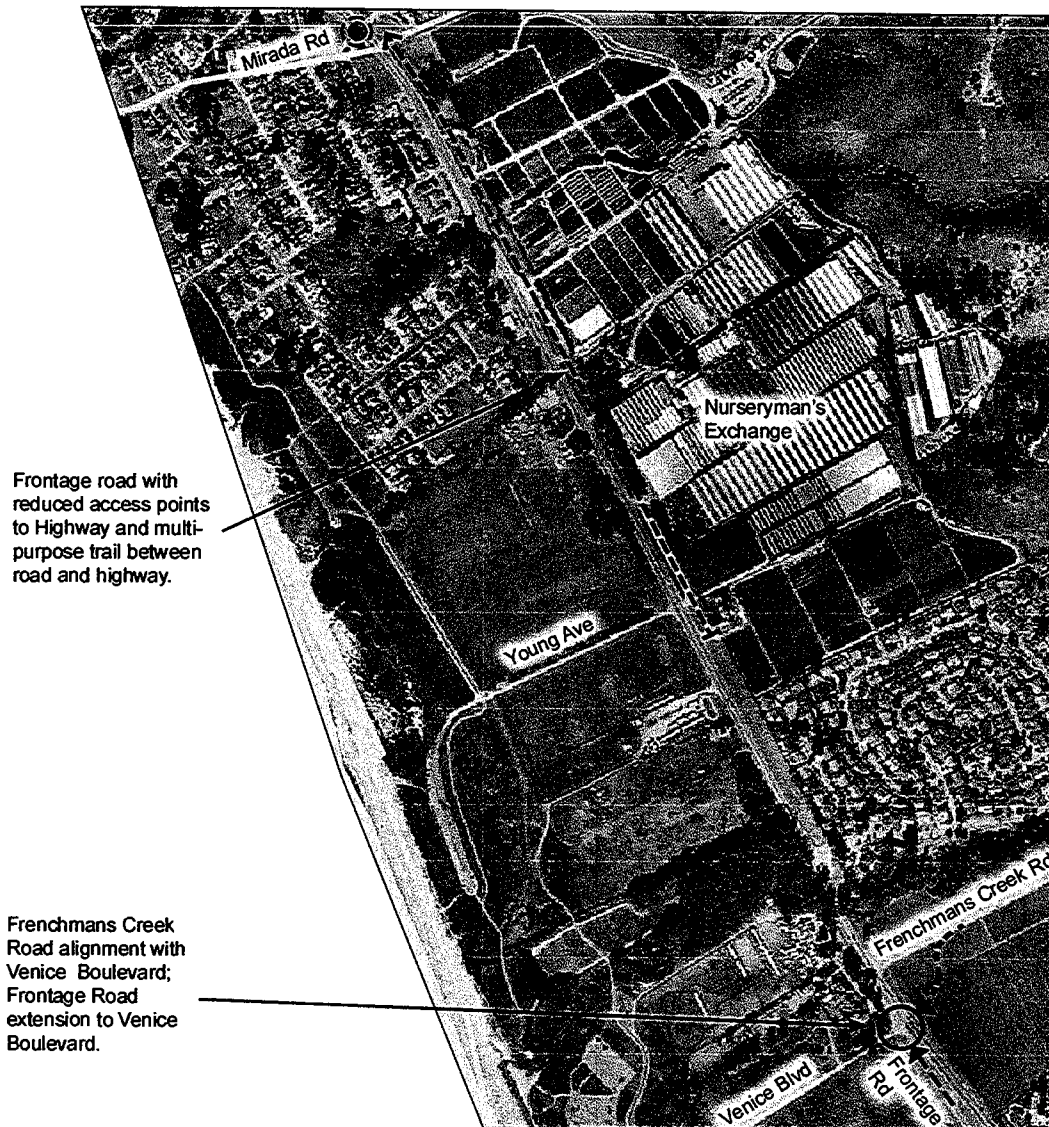 Mirada Rd
Nurseryman's
Exchange
Frontage road with
reduced access points
to Highway and multi-
purpose trail between
road and highway.
Young Ave
Frenchmans Creek Rd
Frenchmans Creek
Road alignment with
Venice Boulevard;
Frontage Road
extension to Venice
Boulevard.
Venice Blvd
Frontage
Rd